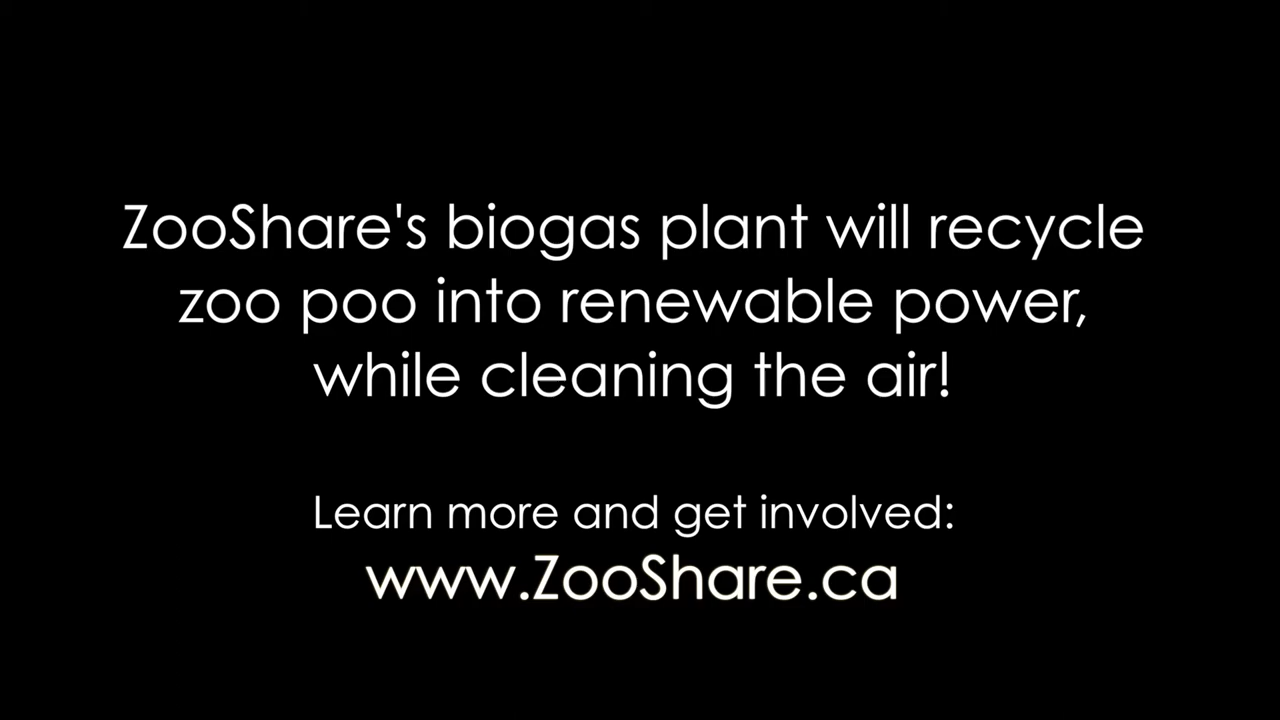 ZooShare's biogas plant will recycle
zoo poo into renewable power,
while cleaning the air!
Learn more and get involved:
www.ZooShare.ca